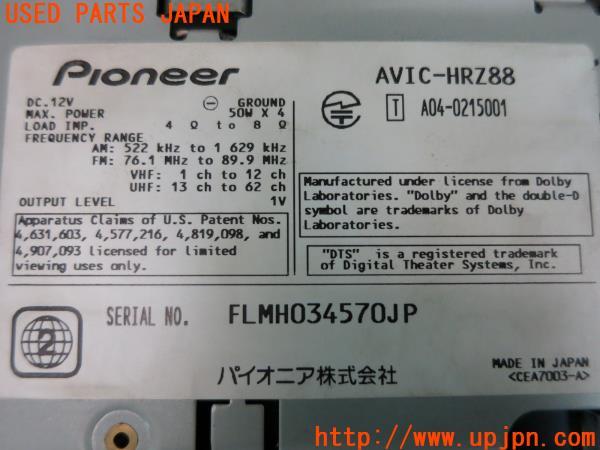 USED PARTS JAPAN
Pioneer
AVIC-HRZ88
DC.12V ⊖ GROUND
MAX. POWER 50W X 4
LOAD IMP. 4 Ω to 8 Ω
FREQUENCY RANGE
AM: 522 kHz to 1 629 kHz
FM: 76.1 MHz to 89.9 MHz
VHF: 1 ch to 12 ch
UHF: 13 ch to 62 ch
OUTPUT LEVEL 1V
T A04-0215001
Apparatus Claims of U.S. Patent Nos.
4,631,603, 4,577,216, 4,819,098, and
4,907,093 licensed for limited
viewing uses only.
Manufactured under license from Dolby
Laboratories. "Dolby" and the double-D
symbol are trademarks of Dolby
Laboratories.
"DTS" is a registered trademark
of Digital Theater Systems, Inc.
2
SERIAL NO. FLMH034570JP
パイオニア株式会社
MADE IN JAPAN
<CEA7003-A>
UPJ 中古車部品
http://www.upjpn.com